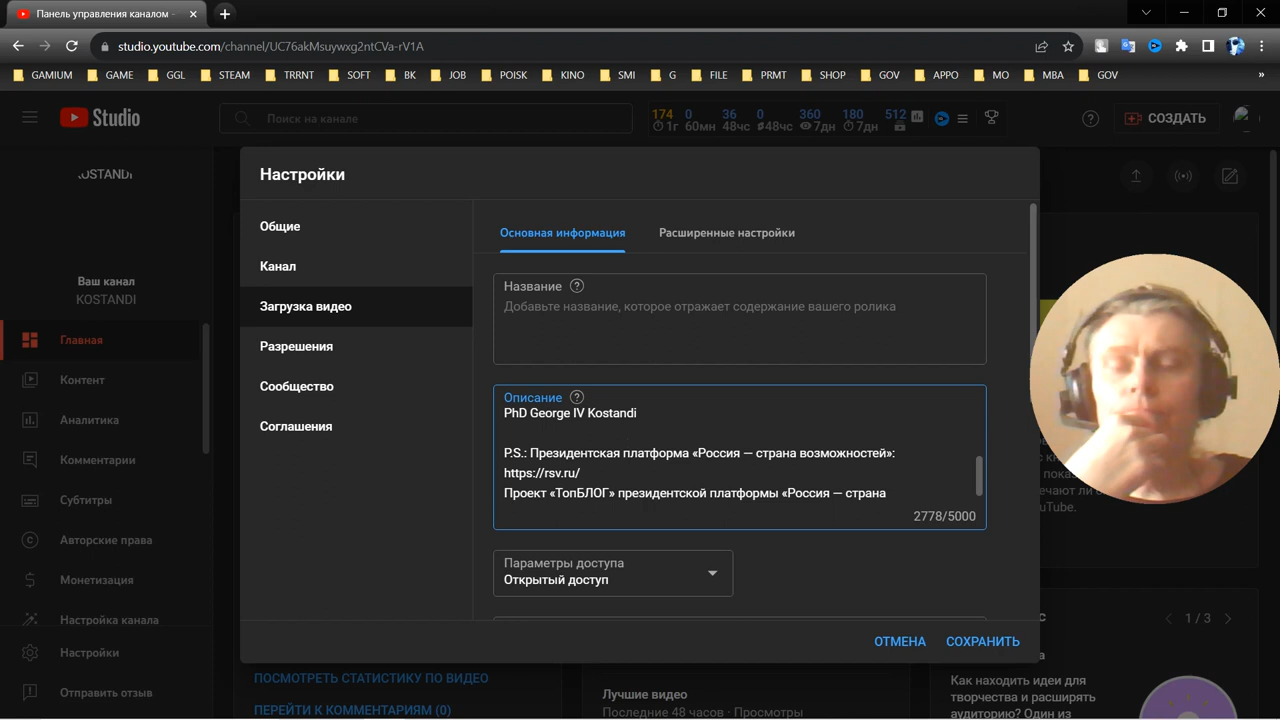 Панель управления каналом -
studio.youtube.com/channel/UC76akMsuywxg2ntCVa-rV1A
GAMIUM GAME GGL STEAM TRRNT SOFT BK JOB POISK KINO SMI G FILE PRMT SHOP GOV APPO MO MBA GOV »
Studio
Поиск на канале
174 0 36 0 360 180 512
1г 60мн 48чс 48чс 7дн 7дн
СОЗДАТЬ
.OSTANDI
Ваш канал
KOSTANDI
Главная
Контент
Аналитика
Комментарии
Субтитры
Авторские права
Монетизация
Настройка канала
Настройки
Отправить отзыв
Настройки
Общие
Канал
Загрузка видео
Разрешения
Сообщество
Соглашения
Основная информация Расширенные настройки
Название
Добавьте название, которое отражает содержание вашего ролика
Описание
PhD George IV Kostandi
P.S.: Президентская платформа «Россия — страна возможностей»:
https://rsv.ru/
Проект «ТопБЛОГ» президентской платформы «Россия — страна
2778/5000
Параметры доступа
Открытый доступ
ОТМЕНА СОХРАНИТЬ
ПОСМОТРЕТЬ СТАТИСТИКУ ПО ВИДЕО
ПЕРЕЙТИ К КОММЕНТАРИЯМ (0)
Лучшие видео
Последние 48 часов · Просмотры
1 / 3
Как находить идеи для
творчества и расширять
аудиторию? Один из